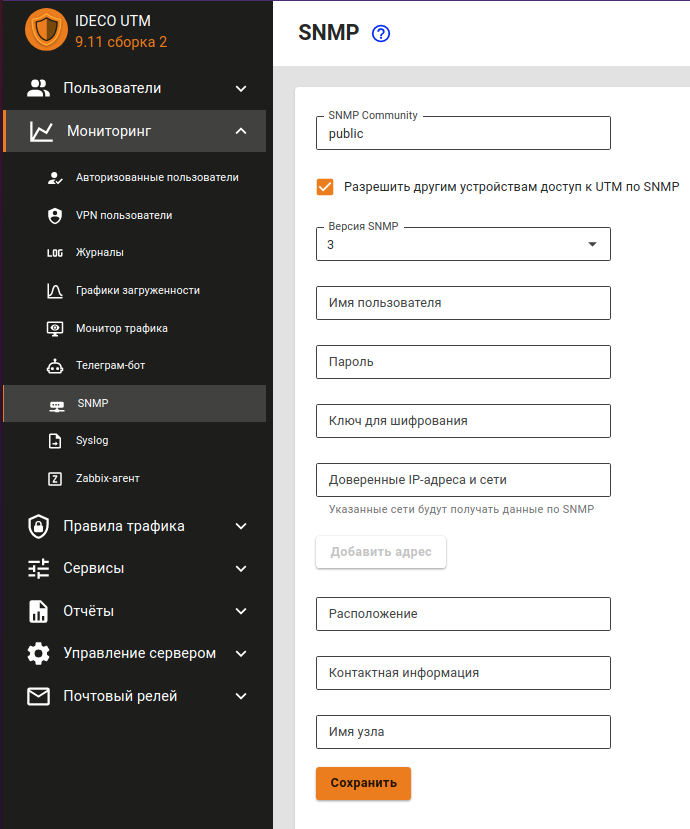 IDECO UTM
9.11 сборка 2
Пользователи
Мониторинг
Авторизованные пользователи
VPN пользователи
LOG Журналы
Графики загруженности
Монитор трафика
Телеграм-бот
SNMP
Syslog
Z Zabbix-агент
Правила трафика
Сервисы
Отчёты
Управление сервером
Почтовый релей
SNMP ?
SNMP Community
public
Разрешить другим устройствам доступ к UTM по SNMP
Версия SNMP
3
Имя пользователя
Пароль
Ключ для шифрования
Доверенные IP-адреса и сети
Указанные сети будут получать данные по SNMP
Добавить адрес
Расположение
Контактная информация
Имя узла
Сохранить